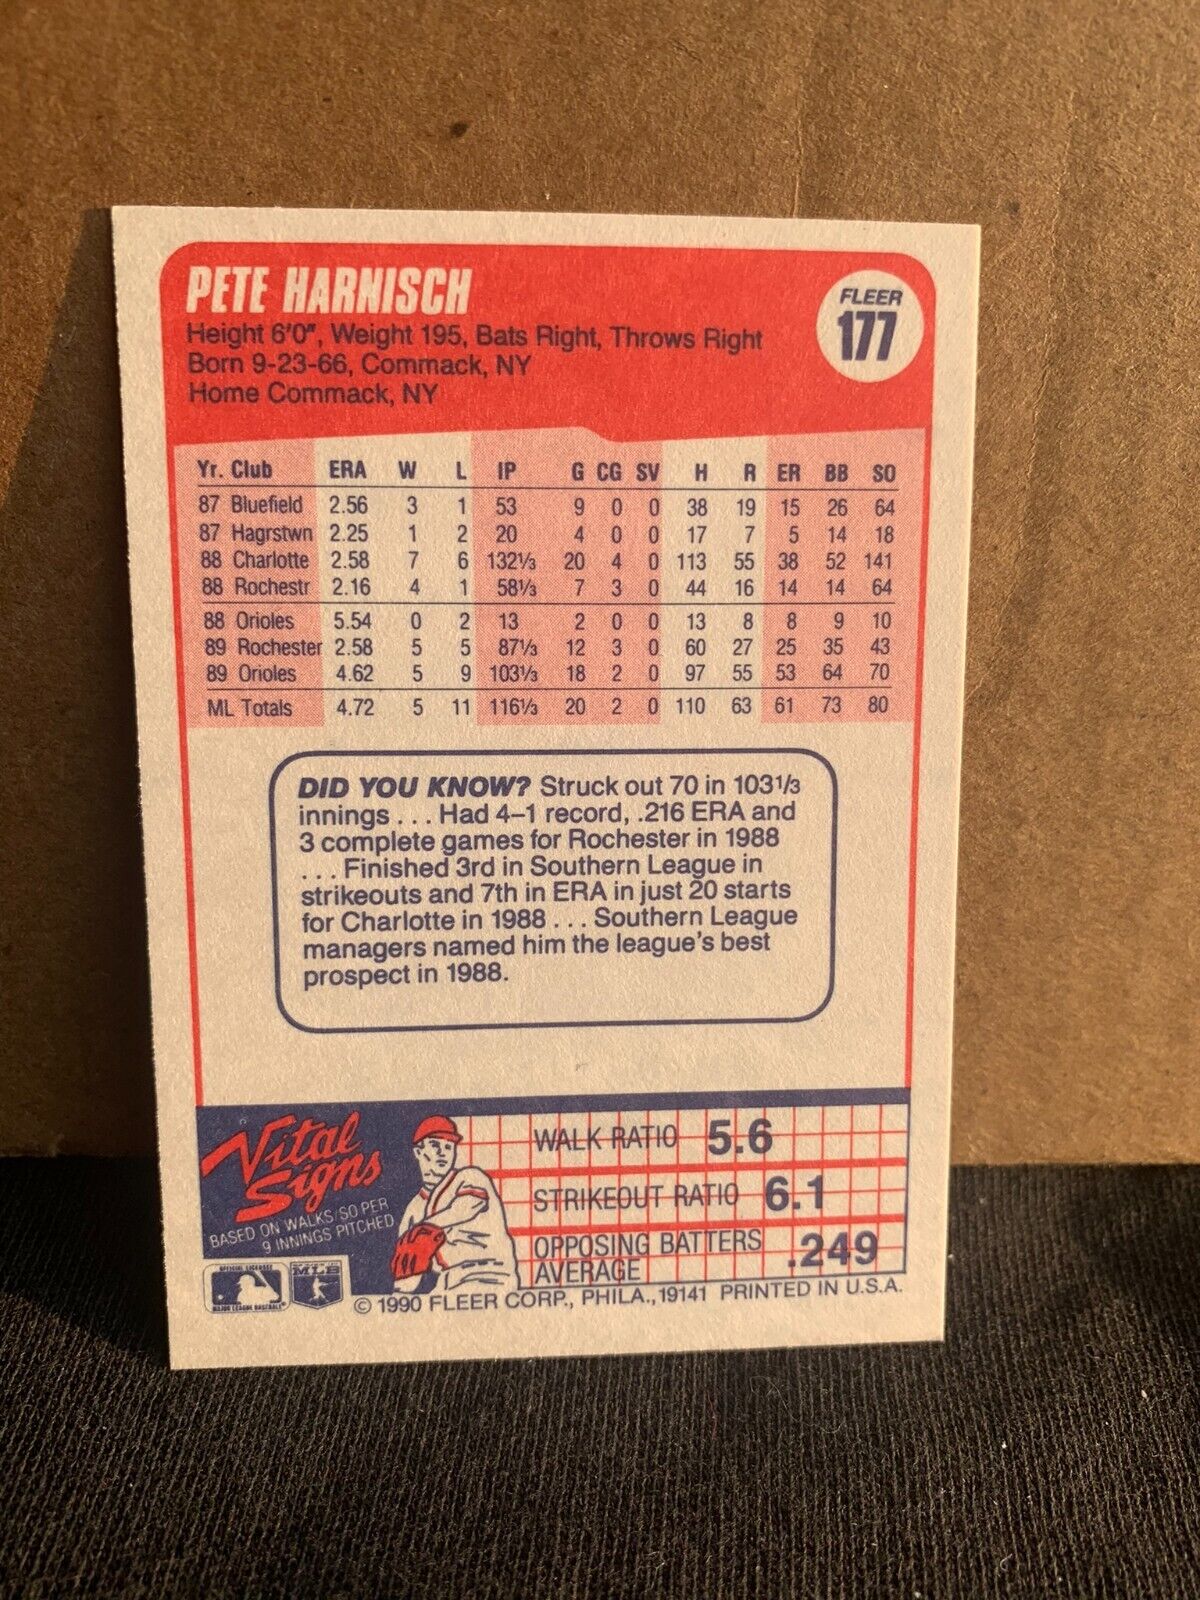 PETE HARNISCH
FLEER
177
Height 6'0", Weight 195, Bats Right, Throws Right
Born 9-23-66, Commack, NY
Home Commack, NY
Yr. Club ERA W L IP G CG SV H R ER BB SO
87 Bluefield 2.56 3 1 53 9 0 0 38 19 15 26 64
87 Hagrstwn 2.25 1 2 20 4 0 0 17 7 5 14 18
88 Charlotte 2.58 7 6 132⅓ 20 4 0 113 55 38 52 141
88 Rochestr 2.16 4 1 58⅓ 7 3 0 44 16 14 14 64
88 Orioles 5.54 0 2 13 2 0 0 13 8 8 9 10
89 Rochester 2.58 5 5 87⅓ 12 3 0 60 27 25 35 43
89 Orioles 4.62 5 9 103⅓ 18 2 0 97 55 53 64 70
ML Totals 4.72 5 11 116⅓ 20 2 0 110 63 61 73 80
DID YOU KNOW? Struck out 70 in 103⅓
innings . . . Had 4–1 record, .216 ERA and
3 complete games for Rochester in 1988
. . . Finished 3rd in Southern League in
strikeouts and 7th in ERA in just 20 starts
for Charlotte in 1988 . . . Southern League
managers named him the league's best
prospect in 1988.
Vital
Signs
BASED ON WALKS/SO PER
9 INNINGS PITCHED
WALK RATIO 5.6
STRIKEOUT RATIO 6.1
OPPOSING BATTERS
AVERAGE .249
OFFICIAL LICENSEE
MAJOR LEAGUE BASEBALL
MLB
© 1990 FLEER CORP., PHILA., 19141 PRINTED IN U.S.A.